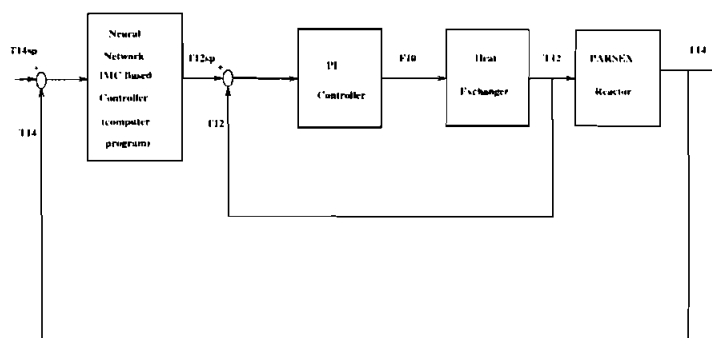 T14sp
+
T14
Neural
Network
IMC Based
Controller
(computer
program)
T12sp
+
T12
PI
Controller
F10
Heat
Exchanger
T12
PARSEX
Reactor
T14